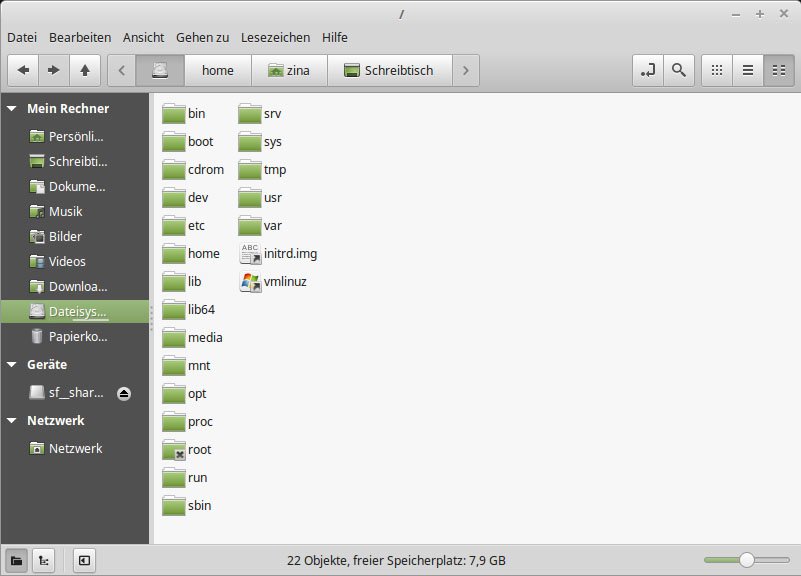 /
Datei Bearbeiten Ansicht Gehen zu Lesezeichen Hilfe
home zina Schreibtisch
Mein Rechner
Persönli...
Schreibti...
Dokume...
Musik
Bilder
Videos
Downloa...
Dateisys...
Papierko...
Geräte
sf_shar...
Netzwerk
Netzwerk
bin
boot
cdrom
dev
etc
home
lib
lib64
media
mnt
opt
proc
root
run
sbin
srv
sys
tmp
usr
var
ABC
initrd.img
vmlinuz
22 Objekte, freier Speicherplatz: 7,9 GB